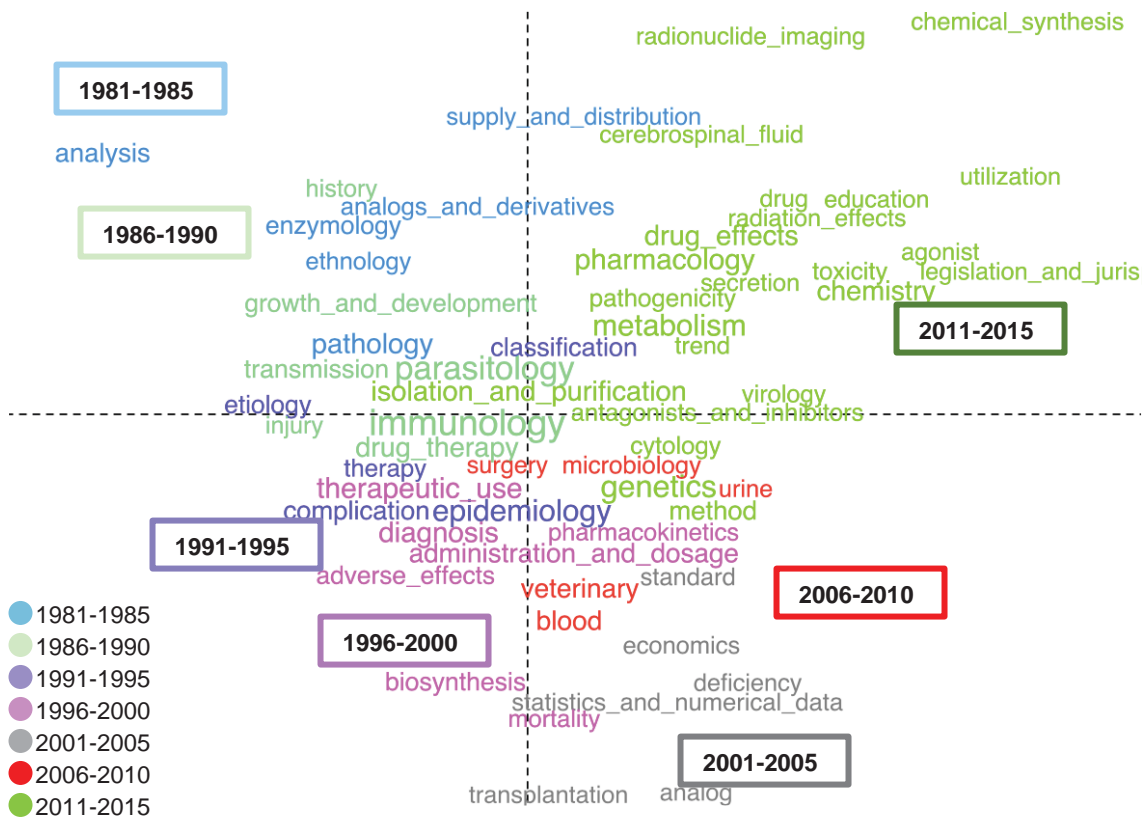 chemical_synthesis
radionuclide_imaging
1981-1985
supply_and_distribution
cerebrospinal_fluid
analysis
utilization
history
drug education
analogs_and_derivatives
radiation_effects
enzymology
1986-1990
drug_effects
agonist
pharmacology
ethnology
toxicity legislation_and_juris
secretion
chemistry
pathogenicity
growth_and_development
metabolism
2011-2015
pathology
classification
trend
transmission parasitology
isolation_and_purification
virology
etiology
antagonists_and_inhibitors
injury
immunology
drug_therapy
cytology
therapy
surgery microbiology
therapeutic_use
genetics urine
complication epidemiology
method
diagnosis
pharmacokinetics
1991-1995
administration_and_dosage
adverse_effects
standard
veterinary
2006-2010
blood
1996-2000
economics
biosynthesis
deficiency
statistics_and_numerical_data
mortality
2001-2005
transplantation
analog
1981-1985
1986-1990
1991-1995
1996-2000
2001-2005
2006-2010
2011-2015